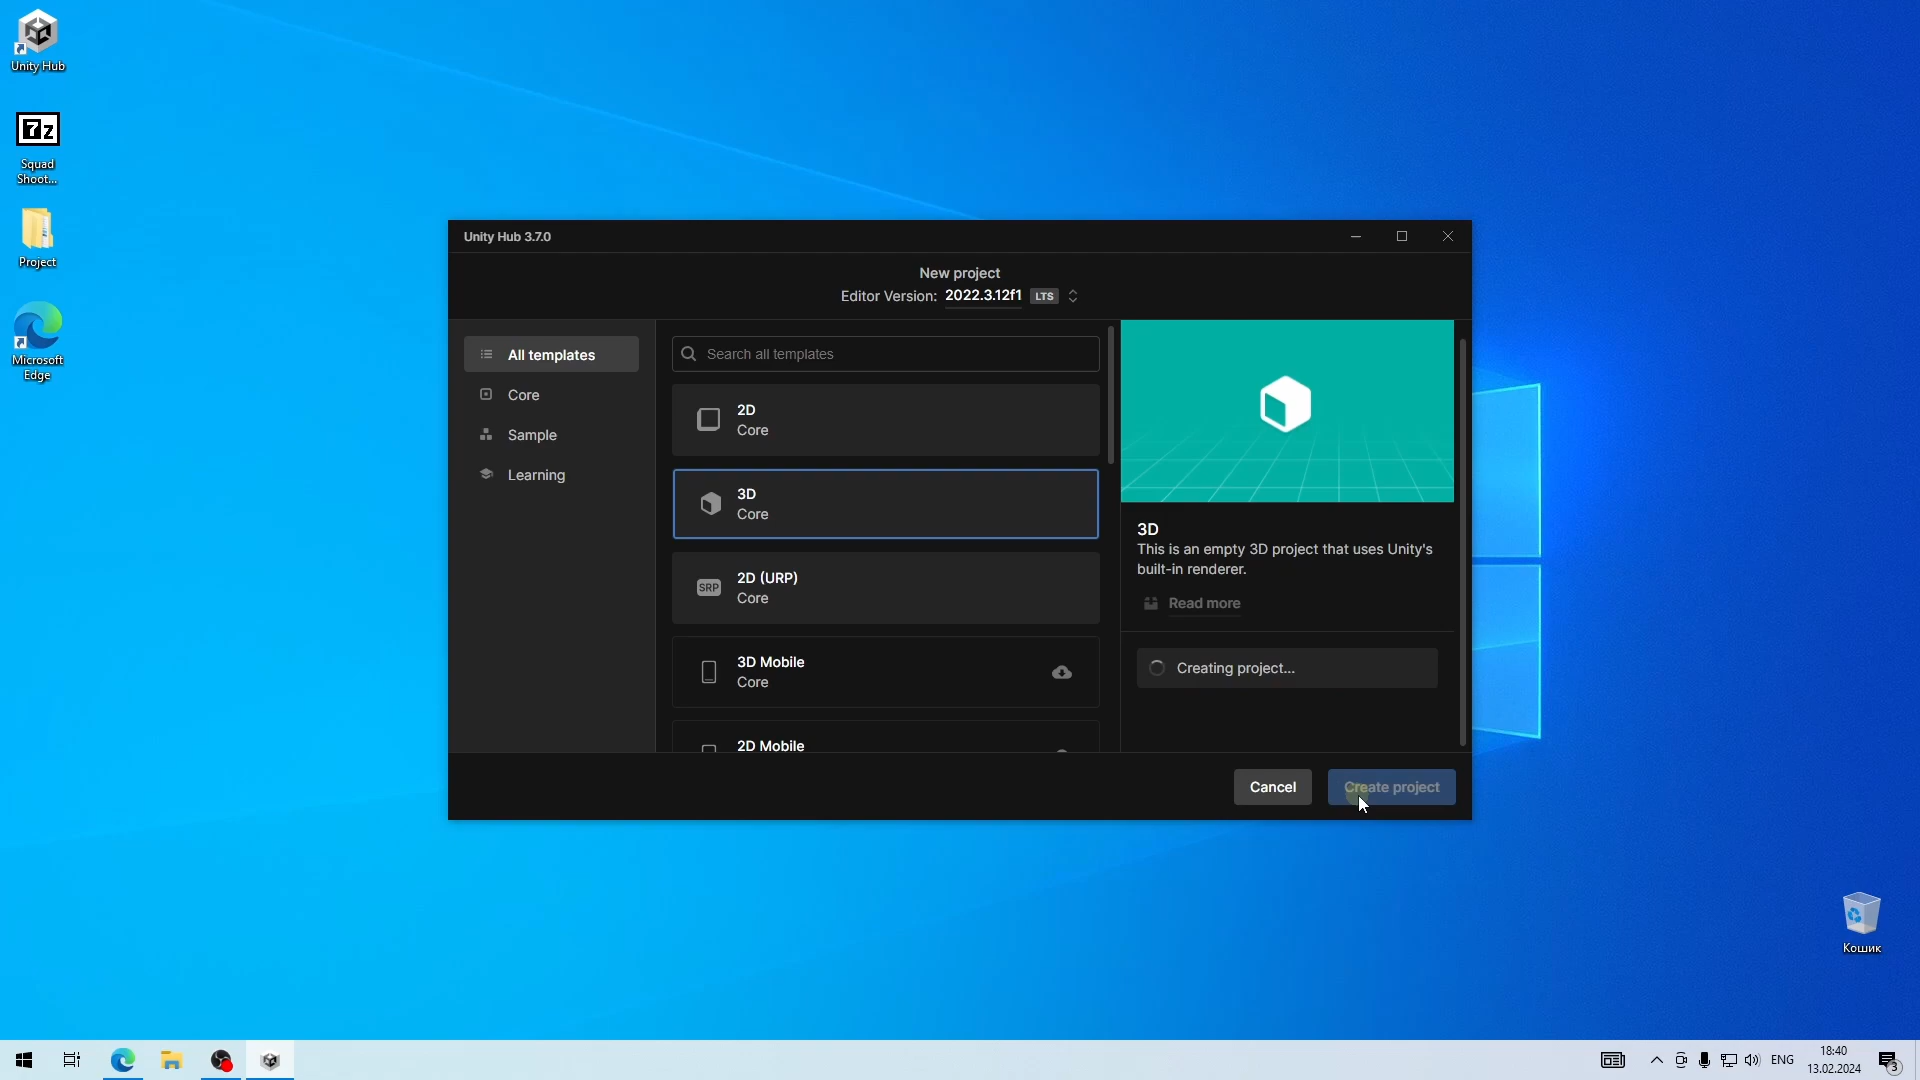 Unity Hub
7z
Squad
Shoot...
Project
Microsoft
Edge
Unity Hub 3.7.0
New project
Editor Version: 2022.3.12f1 LTS
All templates
Core
Sample
Learning
Search all templates
2D
Core
3D
Core
SRP
2D (URP)
Core
3D Mobile
Core
2D Mobile
3D
This is an empty 3D project that uses Unity's
built-in renderer.
Read more
Creating project...
Cancel
Create project
Кошик
ENG
18:40
13.02.2024
3